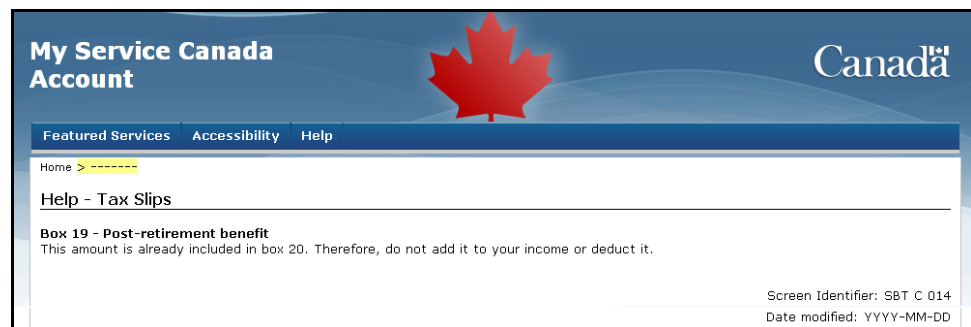 My Service Canada
Account
Canada
Featured Services Accessibility Help
Home > -------
Help - Tax Slips
Box 19 - Post-retirement benefit
This amount is already included in box 20. Therefore, do not add it to your income or deduct it.
Screen Identifier: SBT C 014
Date modified: YYYY-MM-DD